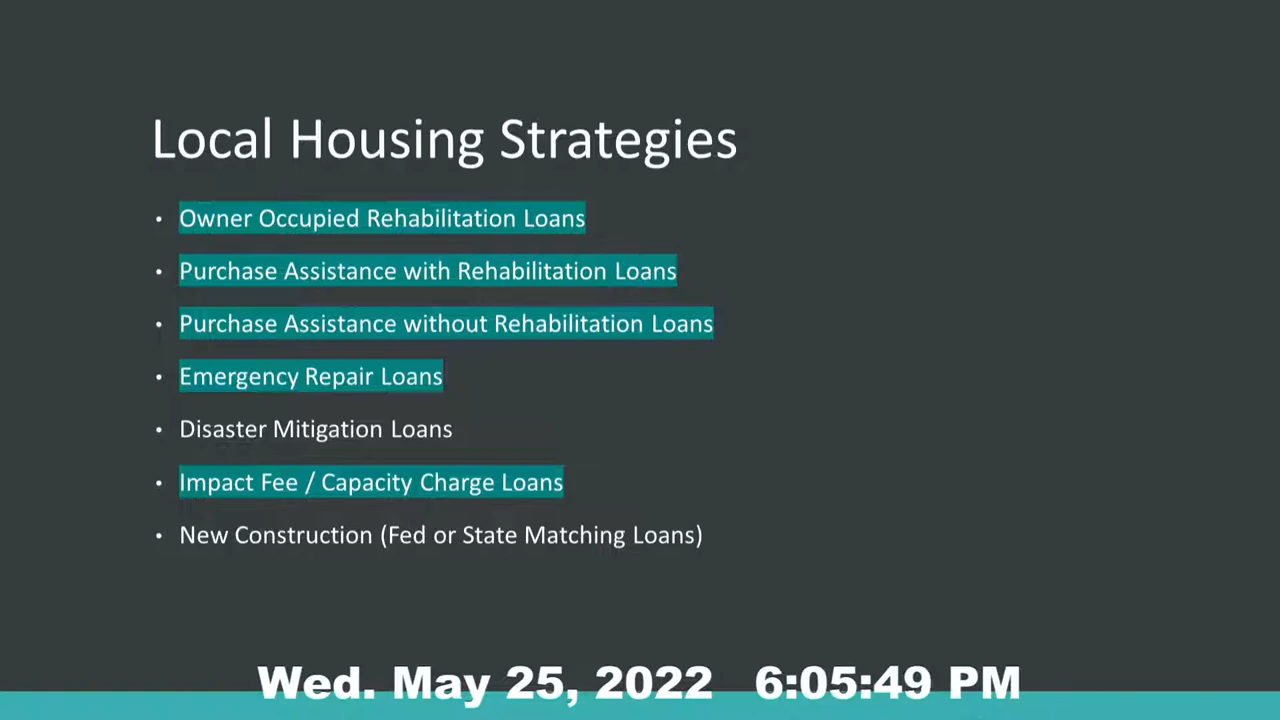 Local Housing Strategies
• Owner Occupied Rehabilitation Loans
• Purchase Assistance with Rehabilitation Loans
• Purchase Assistance without Rehabilitation Loans
• Emergency Repair Loans
• Disaster Mitigation Loans
• Impact Fee / Capacity Charge Loans
• New Construction (Fed or State Matching Loans)
Wed. May 25, 2022 6:05:49 PM